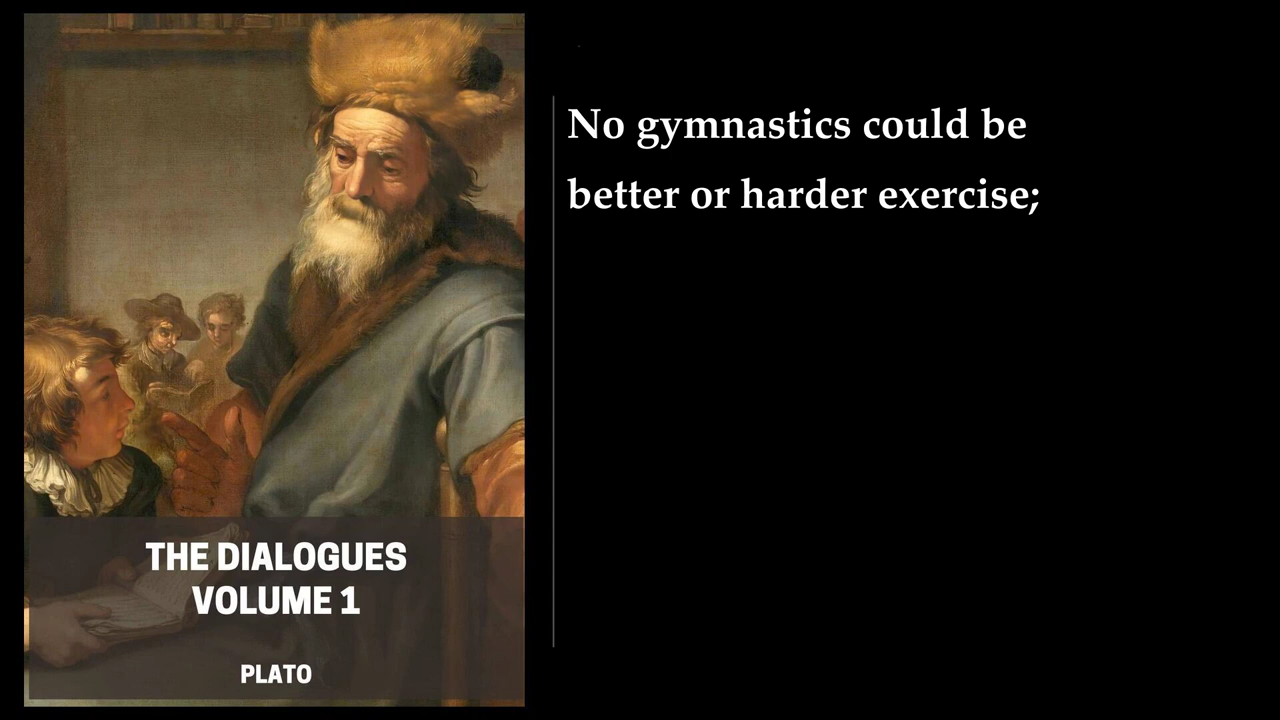 THE DIALOGUES
VOLUME 1
PLATO
No gymnastics could be
better or harder exercise;